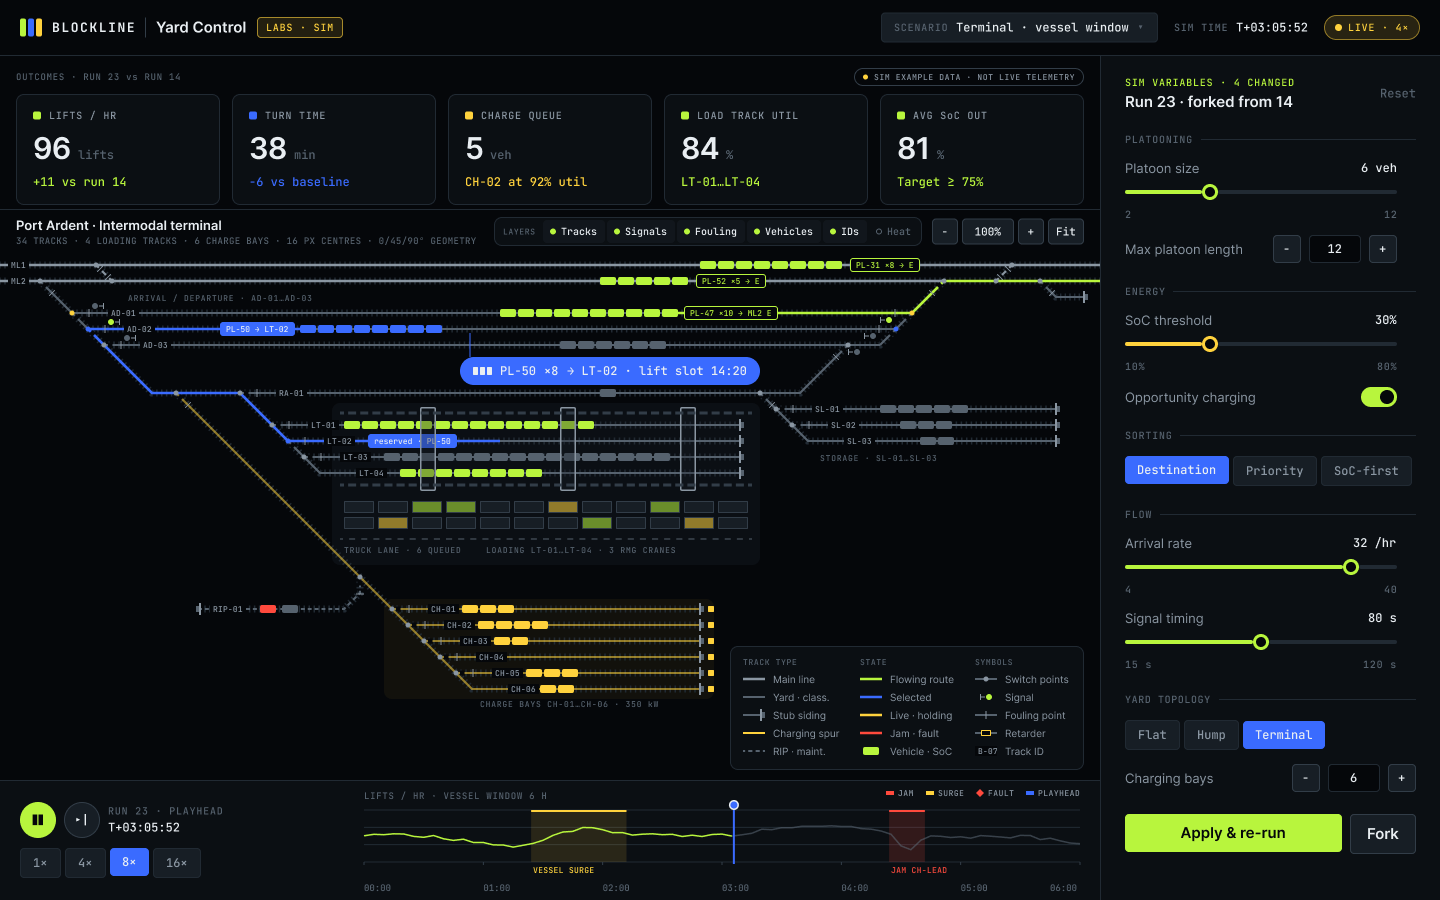 BLOCKLINE Yard Control LABS · SIM
SCENARIO Terminal · vessel window SIM TIME T+03:05:52 LIVE · 4×
OUTCOMES · RUN 23 vs RUN 14
SIM EXAMPLE DATA · NOT LIVE TELEMETRY
LIFTS / HR
96 lifts
+11 vs run 14
TURN TIME
38 min
-6 vs baseline
CHARGE QUEUE
5 veh
CH-02 at 92% util
LOAD TRACK UTIL
84 %
LT-01…LT-04
AVG SoC OUT
81 %
Target ≥ 75%
Port Ardent · Intermodal terminal
34 TRACKS · 4 LOADING TRACKS · 6 CHARGE BAYS · 16 PX CENTRES · 0/45/90° GEOMETRY
LAYERS Tracks Signals Fouling Vehicles IDs Heat
- 100% + Fit
ML1
PL-31 ×8 → E
ML2
PL-52 ×5 → E
ARRIVAL / DEPARTURE · AD-01…AD-03
AD-01
PL-47 ×10 → ML2 E
AD-02
PL-50 → LT-02
AD-03
PL-50 ×8 → LT-02 · lift slot 14:20
RA-01
LT-01
LT-02
reserved · PL-50
LT-03
LT-04
SL-01
SL-02
SL-03
STORAGE · SL-01…SL-03
TRUCK LANE · 6 QUEUED
LOADING LT-01…LT-04 · 3 RMG CRANES
RIP-01
CH-01
CH-02
CH-03
CH-04
CH-05
CH-06
CHARGE BAYS CH-01…CH-06 · 350 kW
TRACK TYPE
Main line
Yard · class.
Stub siding
Charging spur
RIP · maint.
STATE
Flowing route
Selected
Live · holding
Jam · fault
Vehicle · SoC
SYMBOLS
Switch points
Signal
Fouling point
Retarder
B-07 Track ID
RUN 23 · PLAYHEAD
T+03:05:52
1× 4× 8× 16×
LIFTS / HR · VESSEL WINDOW 6 H
JAM SURGE FAULT PLAYHEAD
VESSEL SURGE
JAM CH-LEAD
00:00 01:00 02:00 03:00 04:00 05:00 06:00
SIM VARIABLES · 4 CHANGED
Run 23 · forked from 14
Reset
PLATOONING
Platoon size 6 veh
2 12
Max platoon length - 12 +
ENERGY
SoC threshold 30%
10% 80%
Opportunity charging
SORTING
Destination Priority SoC-first
FLOW
Arrival rate 32 /hr
4 40
Signal timing 80 s
15 s 120 s
YARD TOPOLOGY
Flat Hump Terminal
Charging bays - 6 +
Apply & re-run Fork